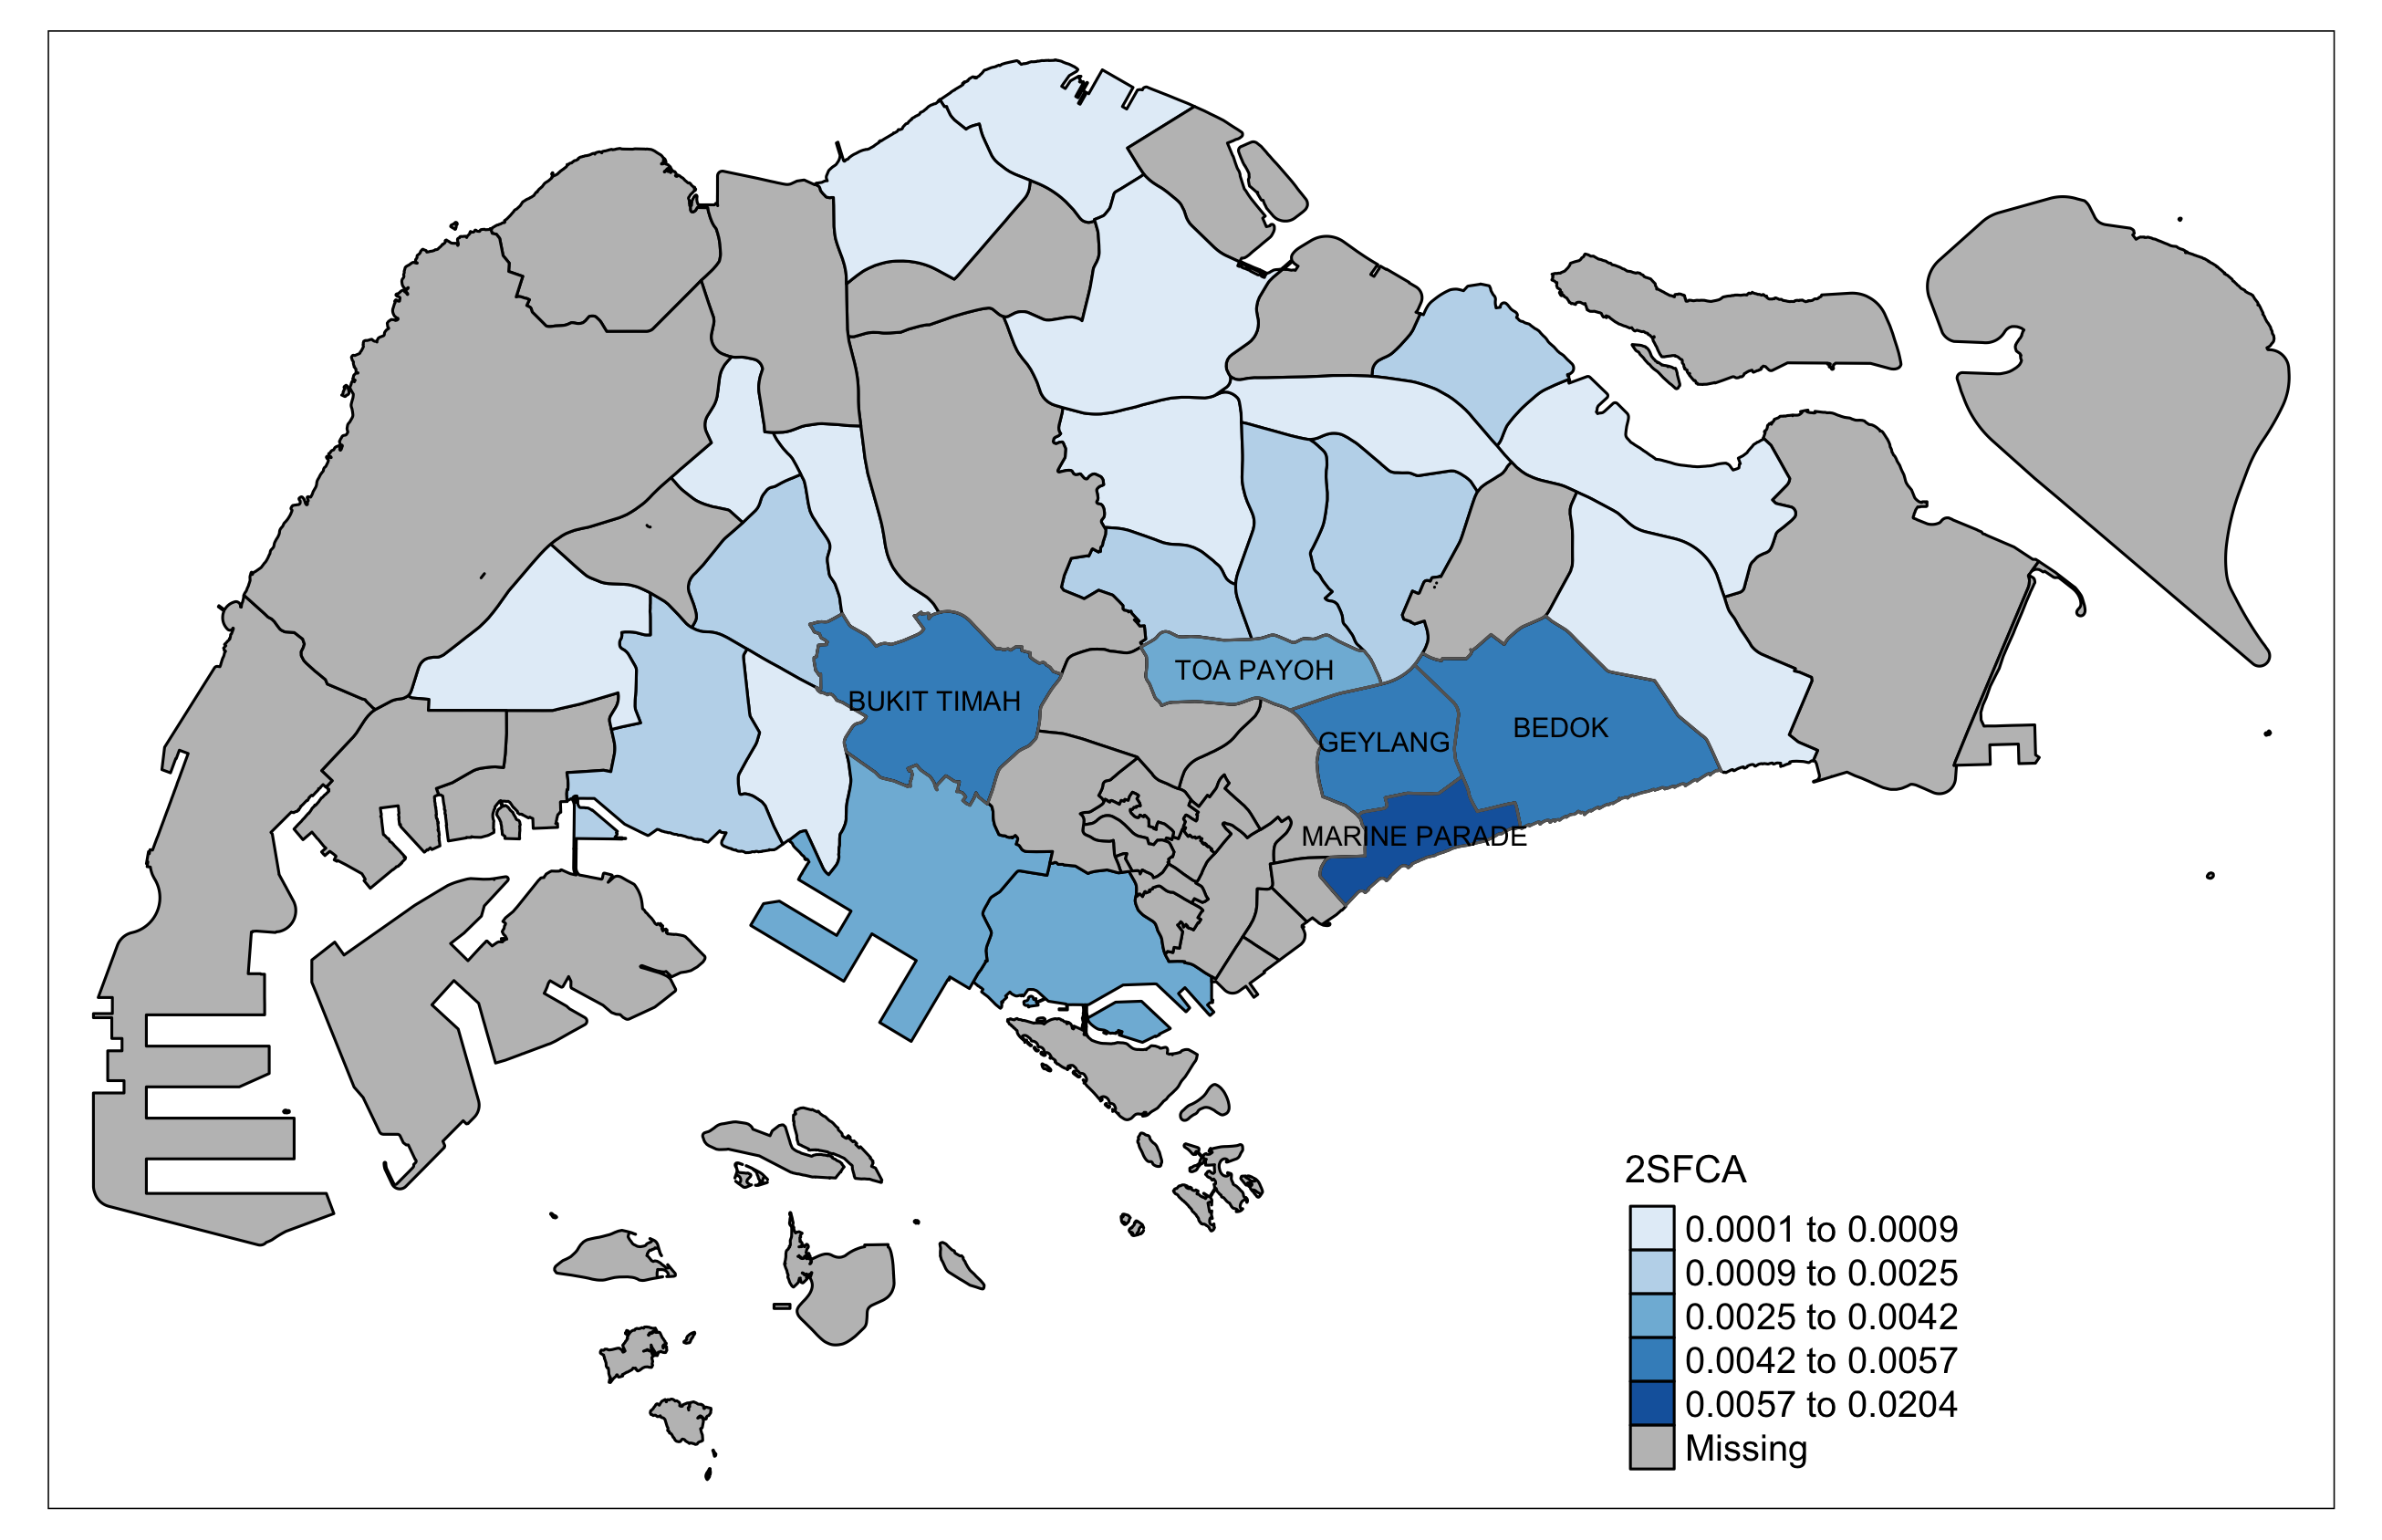 TOA PAYOH
BUKIT TIMAH
BEDOK
GEYLANG
MARINE PARADE
2SFCA
0.0001 to 0.0009
0.0009 to 0.0025
0.0025 to 0.0042
0.0042 to 0.0057
0.0057 to 0.0204
Missing